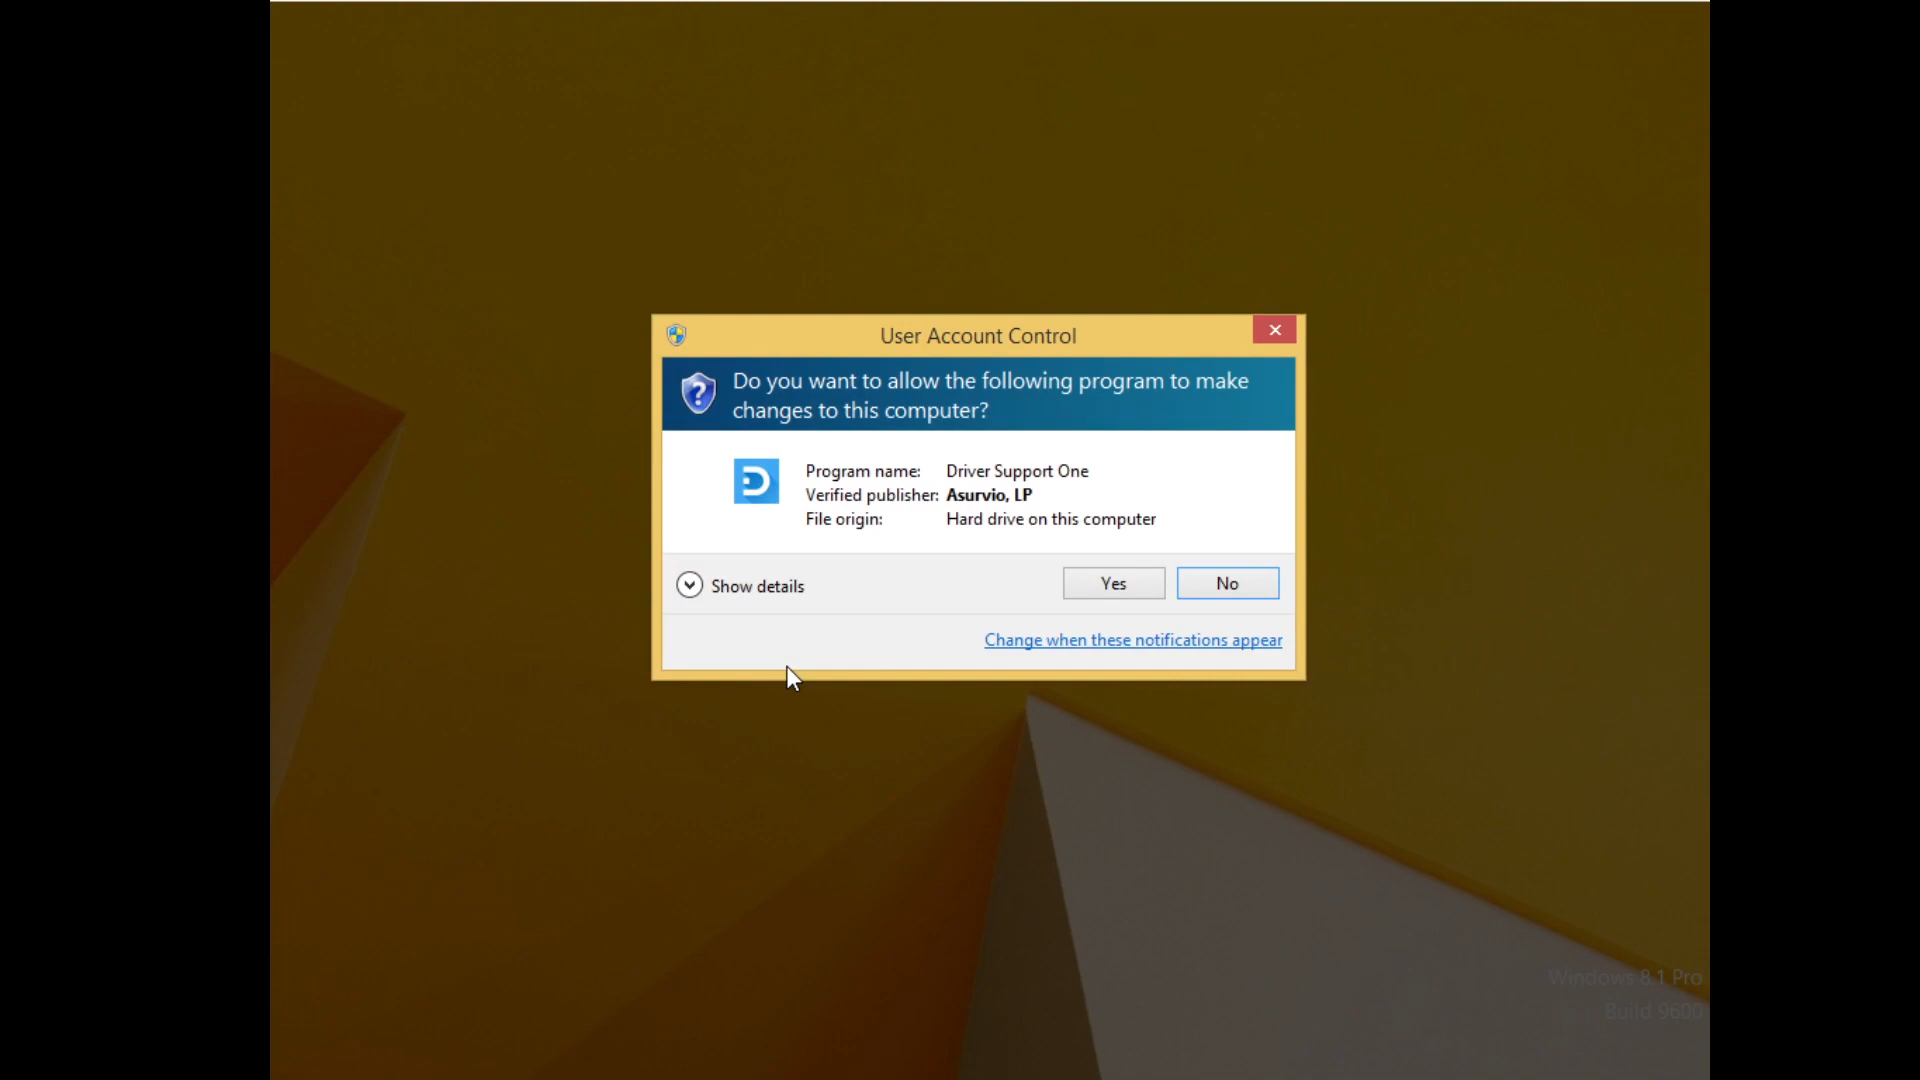 User Account Control
Do you want to allow the following program to make
changes to this computer?
Program name: Driver Support One
Verified publisher: Asurvio, LP
File origin: Hard drive on this computer
Show details
Yes
No
Change when these notifications appear
Windows 8.1 Pro
Build 9600